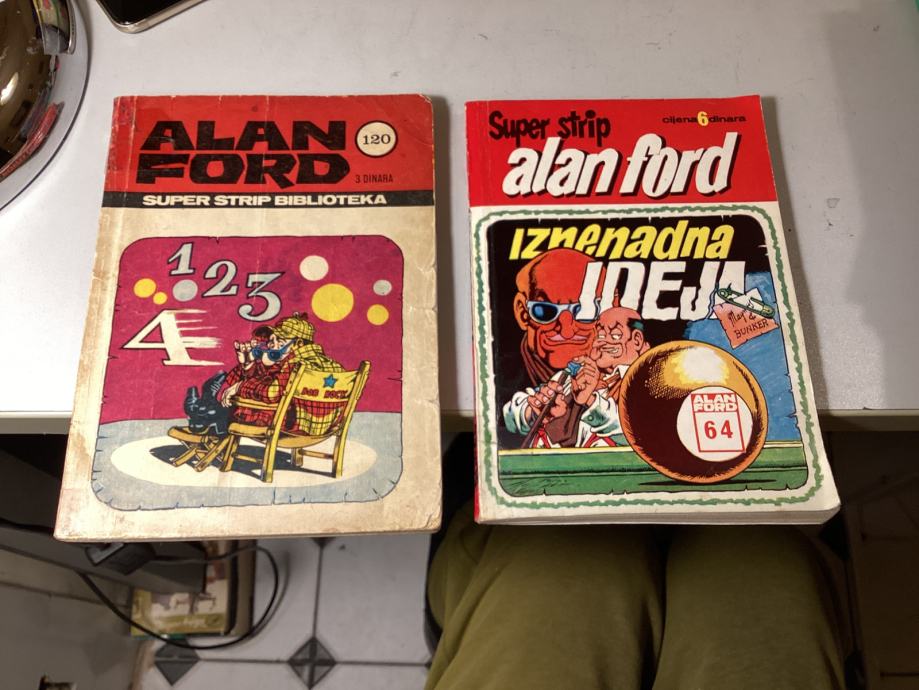 ALAN
FORD
120
3 DINARA
SUPER STRIP BIBLIOTEKA
1 2 3
4
BOB ROCK
Super strip
cijena 6 dinara
alan ford
IZNENADNA
IDEJA
Magnus &
BUNKER
ALAN
FORD
64